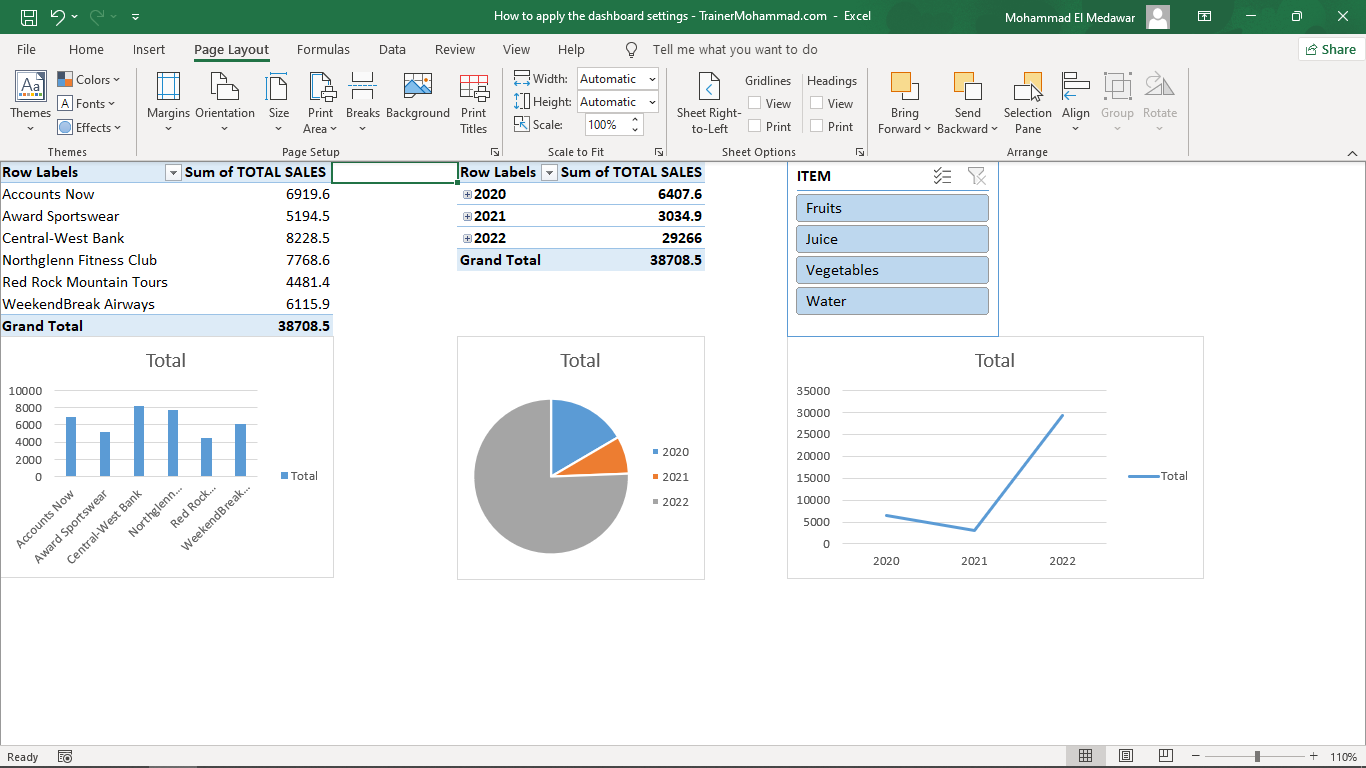 How to apply the dashboard settings - TrainerMohammad.com - Excel
Mohammad El Medawar
File Home Insert Page Layout Formulas Data Review View Help Tell me what you want to do
Share
Aa
Themes
Colors
A Fonts
Effects
Themes
Margins
Orientation
Size
Print
Area
Breaks
Background
Print
Titles
Page Setup
Width: Automatic
Height: Automatic
Scale: 100%
Scale to Fit
Sheet Right-
to-Left
Gridlines
View
Print
Headings
View
Print
Sheet Options
Bring
Forward
Send
Backward
Selection
Pane
Align
Group
Rotate
Arrange
Row Labels Sum of TOTAL SALES
Accounts Now 6919.6
Award Sportswear 5194.5
Central-West Bank 8228.5
Northglenn Fitness Club 7768.6
Red Rock Mountain Tours 4481.4
WeekendBreak Airways 6115.9
Grand Total 38708.5
Row Labels Sum of TOTAL SALES
2020 6407.6
2021 3034.9
2022 29266
Grand Total 38708.5
ITEM
Fruits
Juice
Vegetables
Water
Total
10000
8000
6000
4000
2000
0
Accounts Now
Award Sportswear
Central-West Bank
Northglenn...
Red Rock...
WeekendBreak...
Total
Total
2020
2021
2022
Total
35000
30000
25000
20000
15000
10000
5000
0
2020 2021 2022
Total
Ready
110%